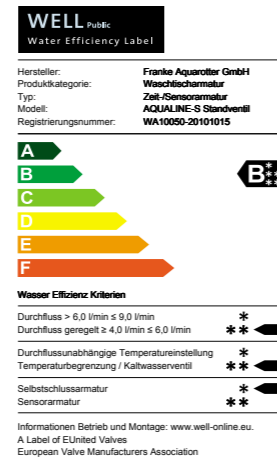 WELL Public
Water Efficiency Label
Hersteller: Franke Aquarotter GmbH
Produktkategorie: Waschtischarmatur
Typ: Zeit-/Sensorarmatur
Modell: AQUALINE-S Standventil
Registrierungsnummer: WA10050-20101015
A
B B***
C
D
E
F
Wasser Effizienz Kriterien
Durchfluss > 6,0 l/min ≤ 9,0 l/min *
Durchfluss geregelt ≥ 4,0 l/min ≤ 6,0 l/min **
Durchflussunabhängige Temperatureinstellung *
Temperaturbegrenzung / Kaltwasserventil **
Selbstschlussarmatur *
Sensorarmatur **
Informationen Betrieb und Montage: www.well-online.eu.
A Label of EUnited Valves
European Valve Manufacturers Association